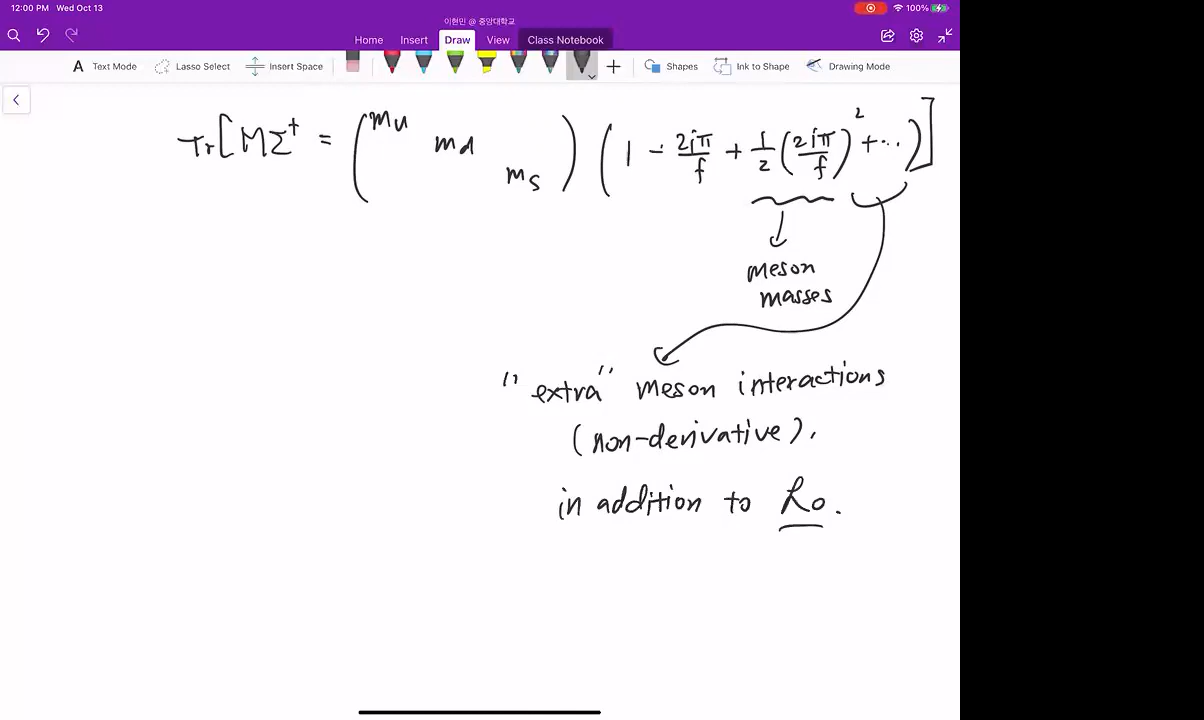 12:00 PM Wed Oct 13
100%
이현민 @ 중앙대학교
Home Insert Draw View Class Notebook
Text Mode Lasso Select Insert Space Shapes Ink to Shape Drawing Mode
Tr[MΣ† = (mu md ms) (1 - 2iπ/f + 1/2 (2iπ/f)² + ...)]
meson
masses
"extra" meson interactions
(non-derivative),
in addition to ℒ0.